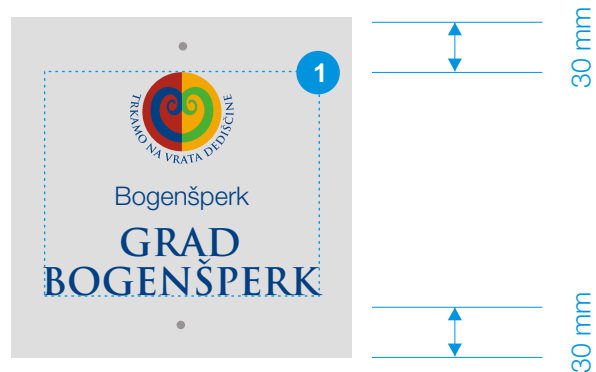 1
30 mm
TRKAMO NA VRATA DEDIŠČINE
Bogenšperk
GRAD
BOGENŠPERK
30 mm